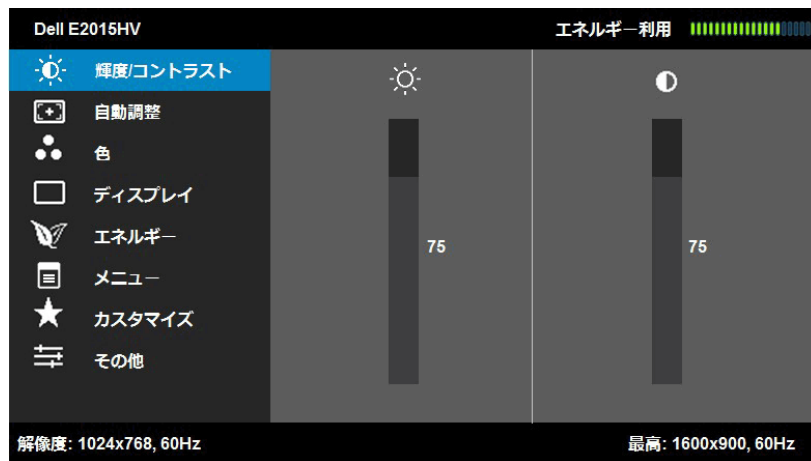 Dell E2015HV
エネルギー利用
輝度/コントラスト
自動調整
色
ディスプレイ
エネルギー
メニュー
カスタマイズ
その他
75
75
解像度: 1024x768, 60Hz
最高: 1600x900, 60Hz